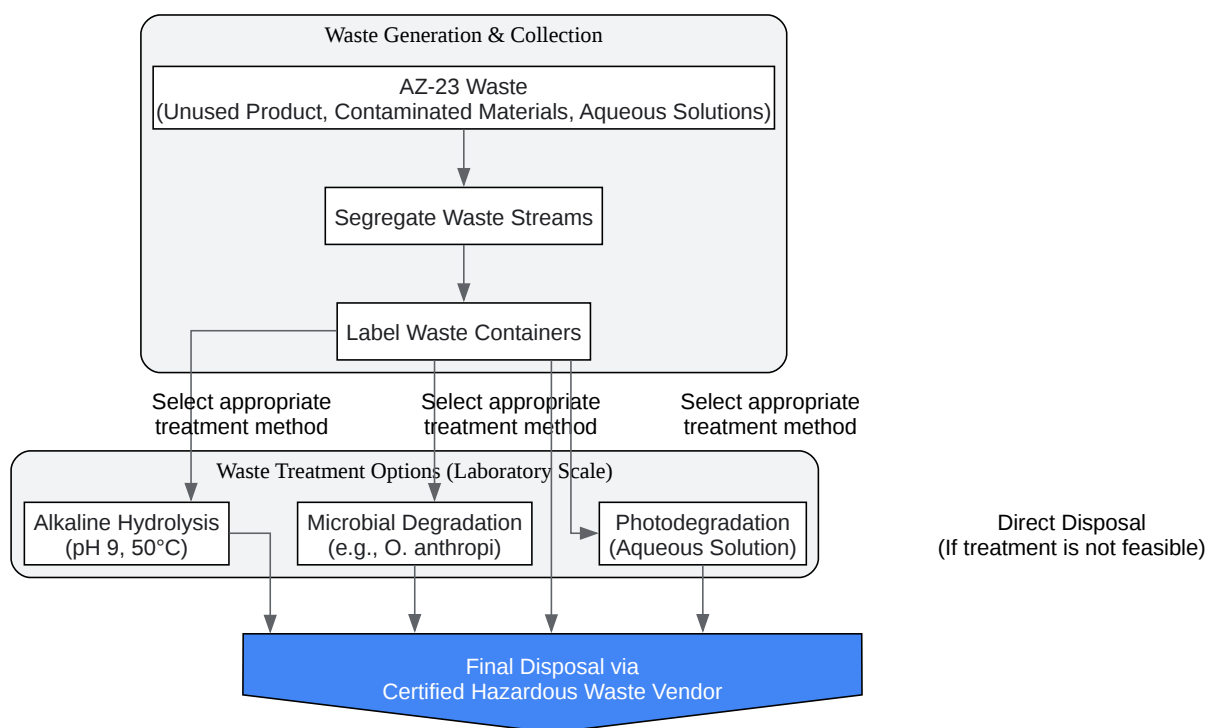 Waste Generation & Collection
AZ-23 Waste
(Unused Product, Contaminated Materials, Aqueous Solutions)
Segregate Waste Streams
Label Waste Containers
Select appropriate
treatment method
Select appropriate
treatment method
Select appropriate
treatment method
Waste Treatment Options (Laboratory Scale)
Alkaline Hydrolysis
(pH 9, 50°C)
Microbial Degradation
(e.g., O. anthropi)
Photodegradation
(Aqueous Solution)
Direct Disposal
(If treatment is not feasible)
Final Disposal via
Certified Hazardous Waste Vendor